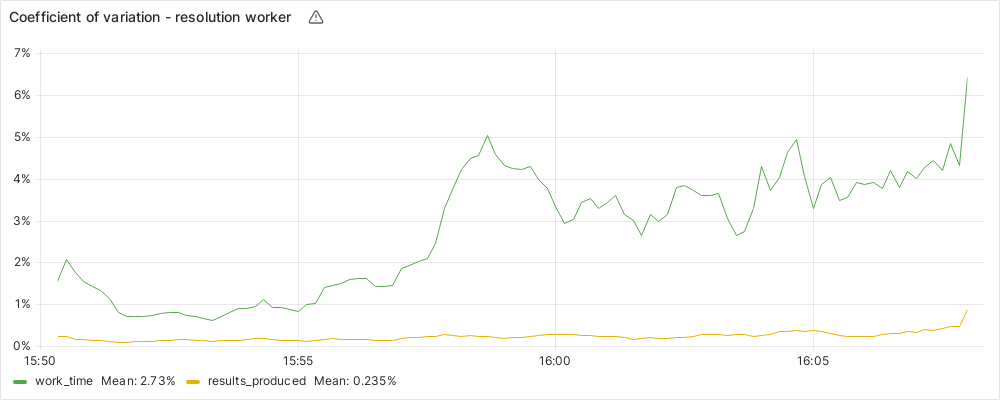 Coefficient of variation - resolution worker
7%
6%
5%
4%
3%
2%
1%
0%
15:50 15:55 16:00 16:05
work_time Mean: 2.73% results_produced Mean: 0.235%